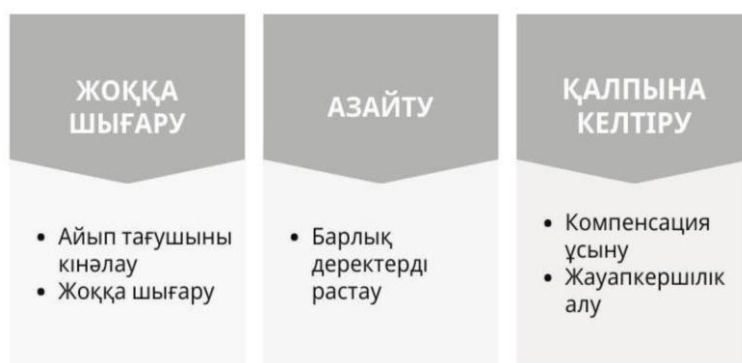 ЖОҚҚА
ШЫҒАРУ
• Айып тағушыны
кінәлау
• Жоққа шығару
АЗАЙТУ
• Барлық
деректерді
растау
ҚАЛПЫНА
КЕЛТІРУ
• Компенсация
ұсыну
• Жауапкершілік
алу